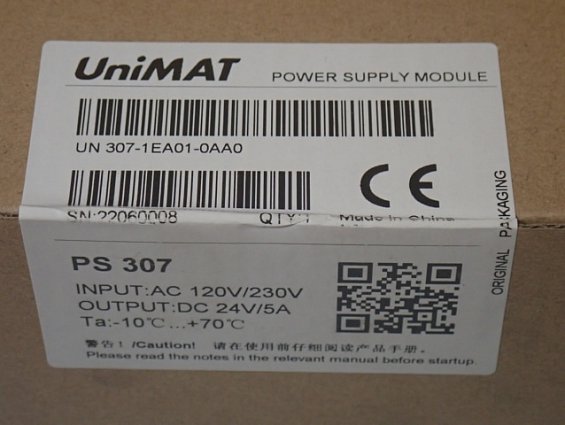 UniMAT
POWER SUPPLY MODULE
UN 307-1EA01-0AA0
CE
SN:22060008 QTY:1 Made in China
ORIGINAL PACKAGING
PS 307
INPUT:AC 120V/230V
OUTPUT:DC 24V/5A
Ta:-10℃...+70℃
警告！/Caution! 请在使用前仔细阅读产品手册.
Please read the notes in the relevant manual before startup.